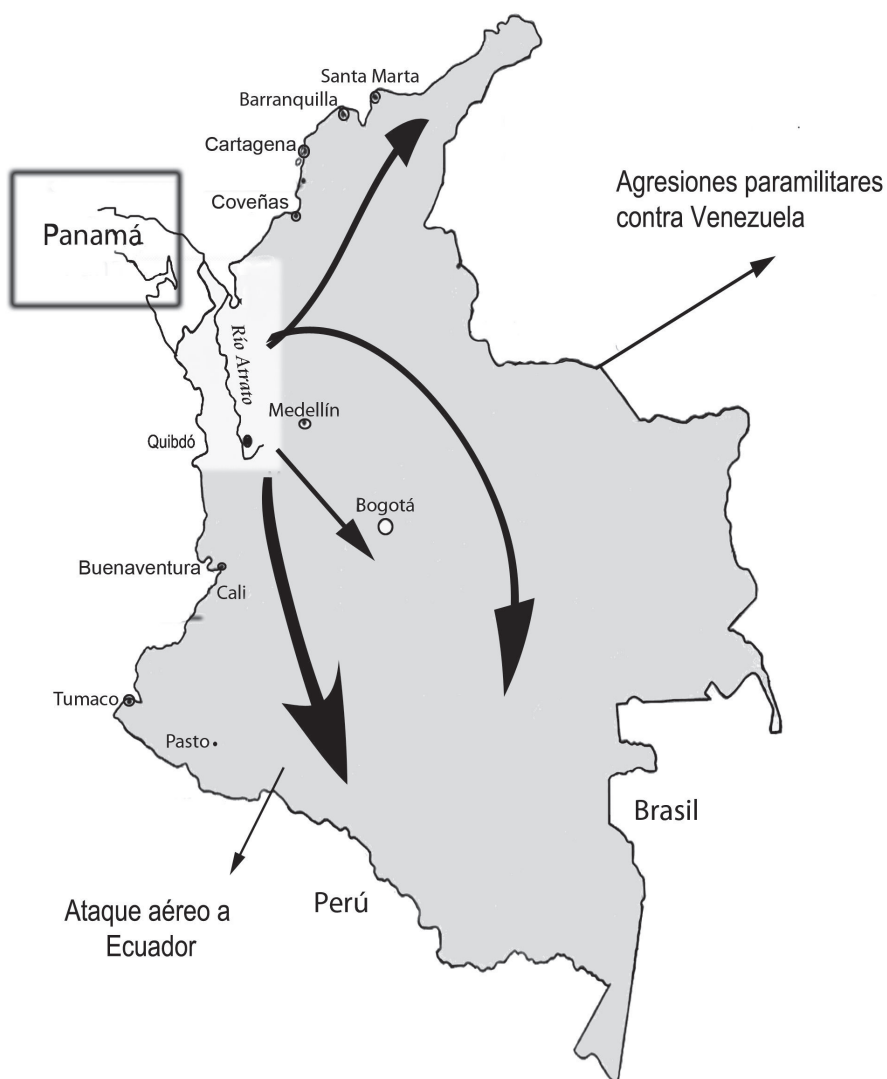 Santa Marta
Barranquilla
Cartagena
Agresiones paramilitares
contra Venezuela
Coveñas
Panamá
Río Atrato
Medellín
Quibdó
Bogotá
Buenaventura
Cali
Tumaco
Pasto
Brasil
Perú
Ataque aéreo a
Ecuador